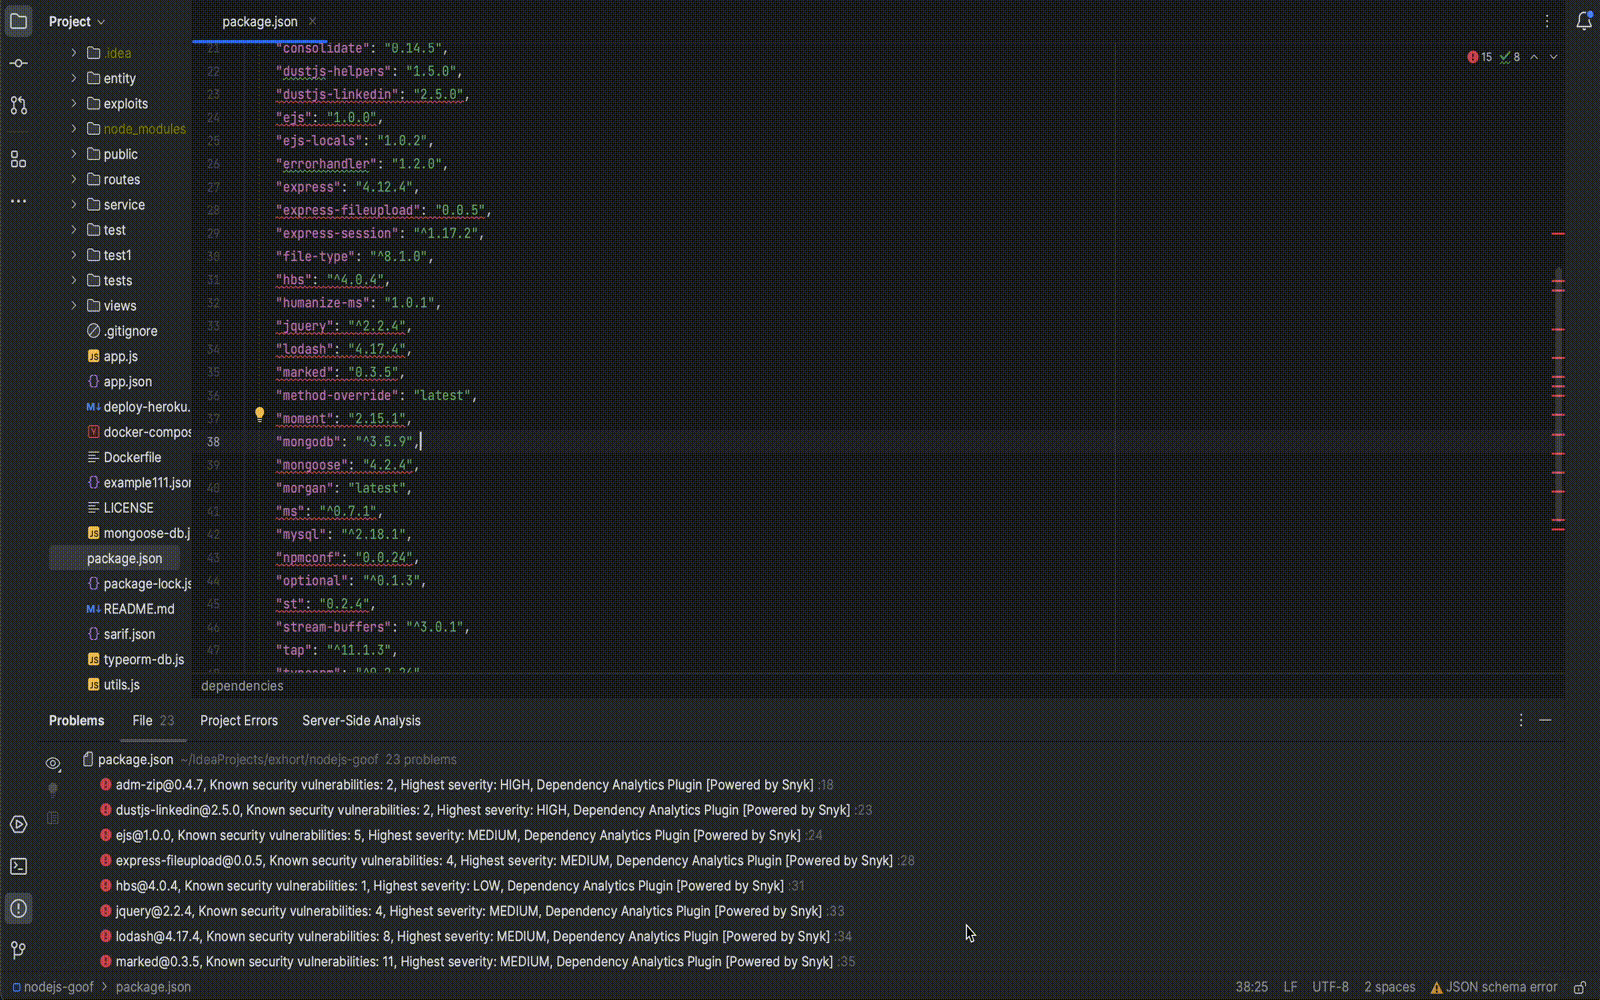 Project
package.json
.idea
entity
exploits
node_modules
public
routes
service
test
test1
tests
views
.gitignore
app.js
app.json
deploy-heroku.
docker-compos
Dockerfile
example111.json
LICENSE
mongoose-db.j
package.json
package-lock.js
README.md
sarif.json
typeorm-db.js
utils.js
21 "consolidate": "0.14.5",
22 "dustjs-helpers": "1.5.0",
23 "dustjs-linkedin": "2.5.0",
24 "ejs": "1.0.0",
25 "ejs-locals": "1.0.2",
26 "errorhandler": "1.2.0",
27 "express": "4.12.4",
28 "express-fileupload": "0.0.5",
29 "express-session": "^1.17.2",
30 "file-type": "^8.1.0",
31 "hbs": "^4.0.4",
32 "humanize-ms": "1.0.1",
33 "jquery": "^2.2.4",
34 "lodash": "4.17.4",
35 "marked": "0.3.5",
36 "method-override": "latest",
37 "moment": "2.15.1",
38 "mongodb": "^3.5.9",
39 "mongoose": "4.2.4",
40 "morgan": "latest",
41 "ms": "^0.7.1",
42 "mysql": "^2.18.1",
43 "npmconf": "0.0.24",
44 "optional": "^0.1.3",
45 "st": "0.2.4",
46 "stream-buffers": "^3.0.1",
47 "tap": "^11.1.3",
15 8
dependencies
Problems File 23 Project Errors Server-Side Analysis
package.json ~/IdeaProjects/exhort/nodejs-goof 23 problems
adm-zip@0.4.7, Known security vulnerabilities: 2, Highest severity: HIGH, Dependency Analytics Plugin [Powered by Snyk] :18
dustjs-linkedin@2.5.0, Known security vulnerabilities: 2, Highest severity: HIGH, Dependency Analytics Plugin [Powered by Snyk] :23
ejs@1.0.0, Known security vulnerabilities: 5, Highest severity: MEDIUM, Dependency Analytics Plugin [Powered by Snyk] :24
express-fileupload@0.0.5, Known security vulnerabilities: 4, Highest severity: MEDIUM, Dependency Analytics Plugin [Powered by Snyk] :28
hbs@4.0.4, Known security vulnerabilities: 1, Highest severity: LOW, Dependency Analytics Plugin [Powered by Snyk] :31
jquery@2.2.4, Known security vulnerabilities: 4, Highest severity: MEDIUM, Dependency Analytics Plugin [Powered by Snyk] :33
lodash@4.17.4, Known security vulnerabilities: 8, Highest severity: MEDIUM, Dependency Analytics Plugin [Powered by Snyk] :34
marked@0.3.5, Known security vulnerabilities: 11, Highest severity: MEDIUM, Dependency Analytics Plugin [Powered by Snyk] :35
nodejs-goof > package.json
38:25 LF UTF-8 2 spaces JSON schema error